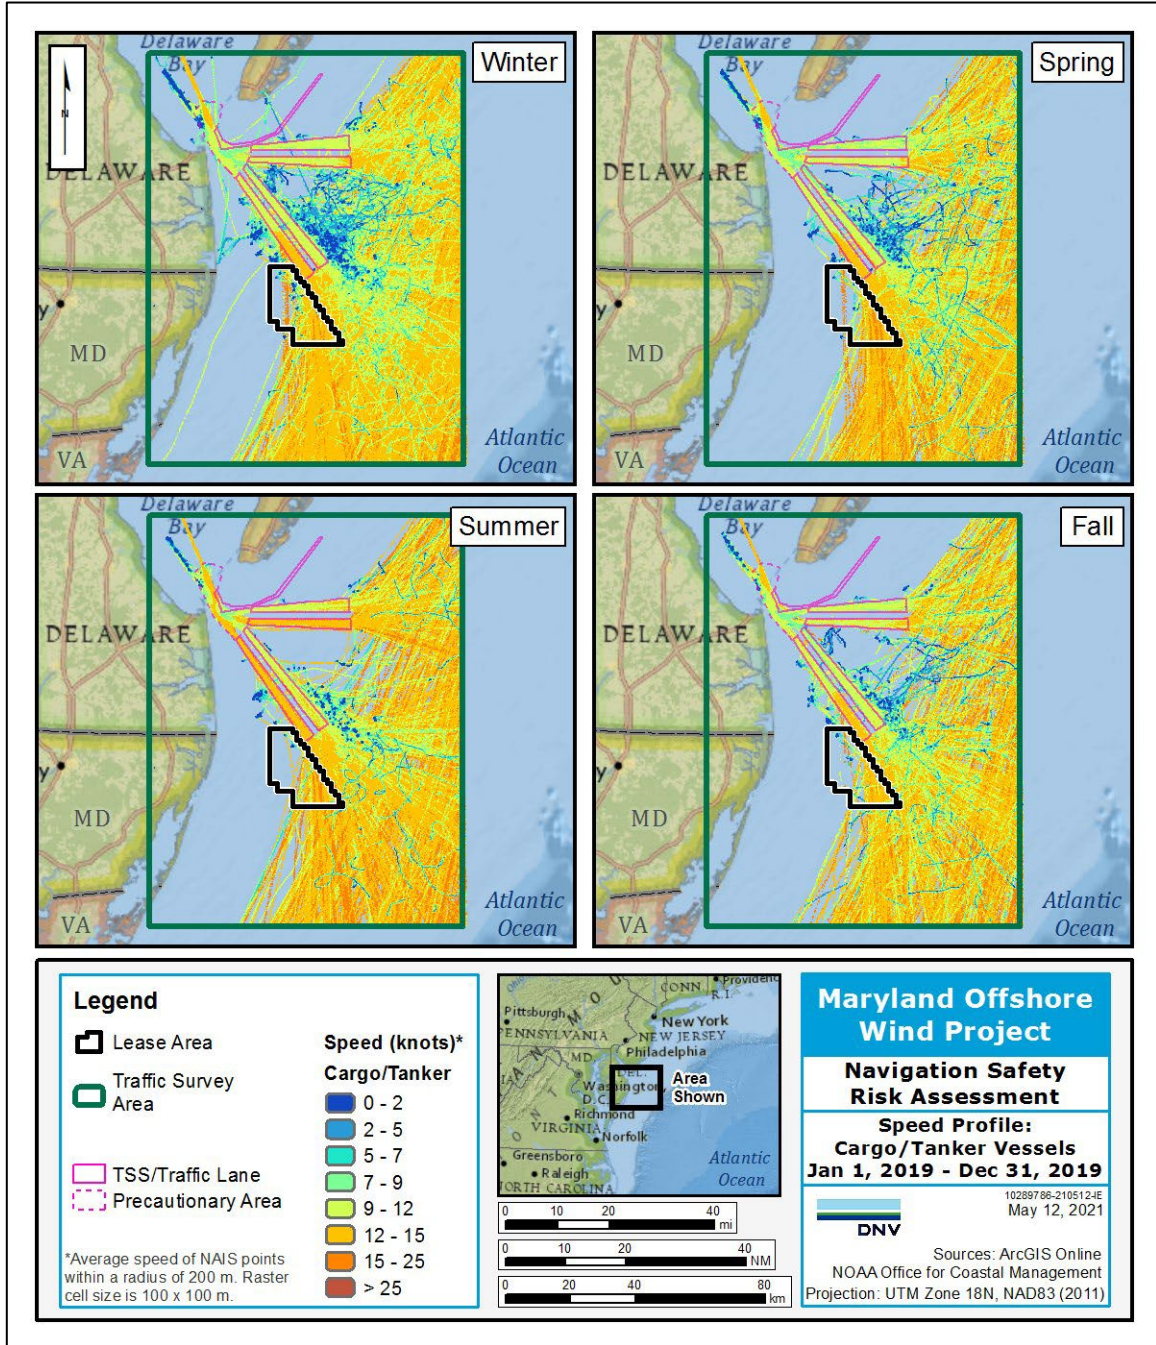 Winter
Delaware
Bay
N
DELAWARE
y
MD
VA
Atlantic
Ocean
Spring
Delaware
Bay
DELAWARE
y
MD
VA
Atlantic
Ocean
Summer
Delaware
Bay
DELAWARE
y
MD
VA
Atlantic
Ocean
Fall
Delaware
Bay
DELAWARE
y
MD
VA
Atlantic
Ocean
Legend
Lease Area
Traffic Survey
Area
TSS/Traffic Lane
Precautionary Area
*Average speed of NAIS points
within a radius of 200 m. Raster
cell size is 100 x 100 m.
Speed (knots)*
Cargo/Tanker
0 - 2
2 - 5
5 - 7
7 - 9
9 - 12
12 - 15
15 - 25
> 25
CONN.
Providenc
R.I.
Pittsburgh
New York
ENNSYLVANIA
NEW JERSEY
Philadelphia
MD.
DEL.
Washington,
D.C.
Area
Shown
Richmond
VIRGINIA
Norfolk
Greensboro
Raleigh
NORTH CAROLINA
Atlantic
Ocean
0 10 20 40
mi
0 10 20 40
NM
0 20 40 80
km
Maryland Offshore
Wind Project
Navigation Safety
Risk Assessment
Speed Profile:
Cargo/Tanker Vessels
Jan 1, 2019 - Dec 31, 2019
10289786-210512-IE
May 12, 2021
DNV
Sources: ArcGIS Online
NOAA Office for Coastal Management
Projection: UTM Zone 18N, NAD83 (2011)